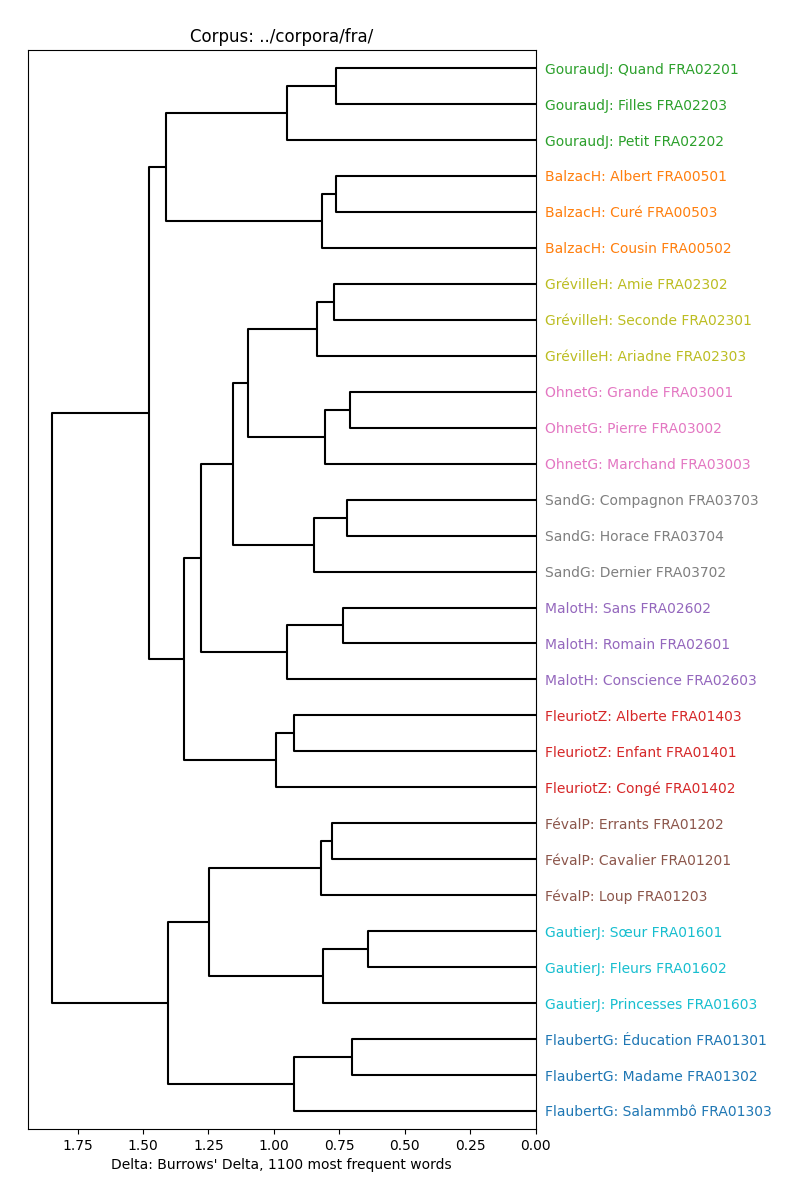 Corpus: ../corpora/fra/
GouraudJ: Quand FRA02201
GouraudJ: Filles FRA02203
GouraudJ: Petit FRA02202
BalzacH: Albert FRA00501
BalzacH: Curé FRA00503
BalzacH: Cousin FRA00502
GrévilleH: Amie FRA02302
GrévilleH: Seconde FRA02301
GrévilleH: Ariadne FRA02303
OhnetG: Grande FRA03001
OhnetG: Pierre FRA03002
OhnetG: Marchand FRA03003
SandG: Compagnon FRA03703
SandG: Horace FRA03704
SandG: Dernier FRA03702
MalotH: Sans FRA02602
MalotH: Romain FRA02601
MalotH: Conscience FRA02603
FleuriotZ: Alberte FRA01403
FleuriotZ: Enfant FRA01401
FleuriotZ: Congé FRA01402
FévalP: Errants FRA01202
FévalP: Cavalier FRA01201
FévalP: Loup FRA01203
GautierJ: Sœur FRA01601
GautierJ: Fleurs FRA01602
GautierJ: Princesses FRA01603
FlaubertG: Éducation FRA01301
FlaubertG: Madame FRA01302
FlaubertG: Salammbô FRA01303
1.75 1.50 1.25 1.00 0.75 0.50 0.25 0.00
Delta: Burrows' Delta, 1100 most frequent words